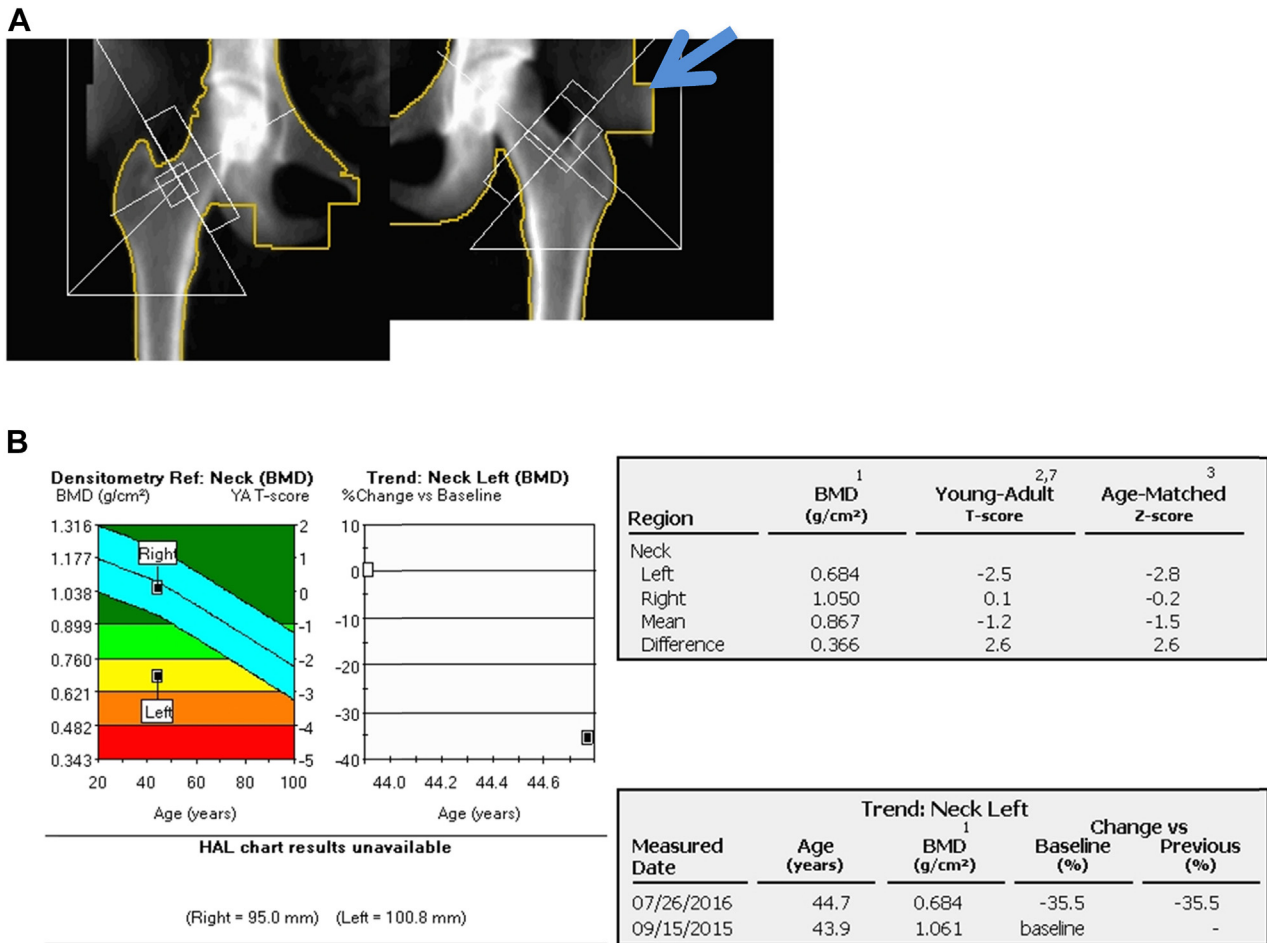 A
B
Densitometry Ref: Neck (BMD)
BMD (g/cm²) YA T-score
1.316 2
1.177 1
1.038 0
0.899 -1
0.760 -2
0.621 -3
0.482 -4
0.343 -5
Right
Left
20 40 60 80 100
Age (years)
Trend: Neck Left (BMD)
%Change vs Baseline
10
0
-10
-20
-30
-40
44.0 44.2 44.4 44.6
Age (years)
HAL chart results unavailable
(Right = 95.0 mm) (Left = 100.8 mm)
1 2,7 3
BMD Young-Adult Age-Matched
Region (g/cm²) T-score Z-score
Neck
Left 0.684 -2.5 -2.8
Right 1.050 0.1 -0.2
Mean 0.867 -1.2 -1.5
Difference 0.366 2.6 2.6
Trend: Neck Left
1 Change vs
Measured Age BMD Baseline Previous
Date (years) (g/cm²) (%) (%)
07/26/2016 44.7 0.684 -35.5 -35.5
09/15/2015 43.9 1.061 baseline -